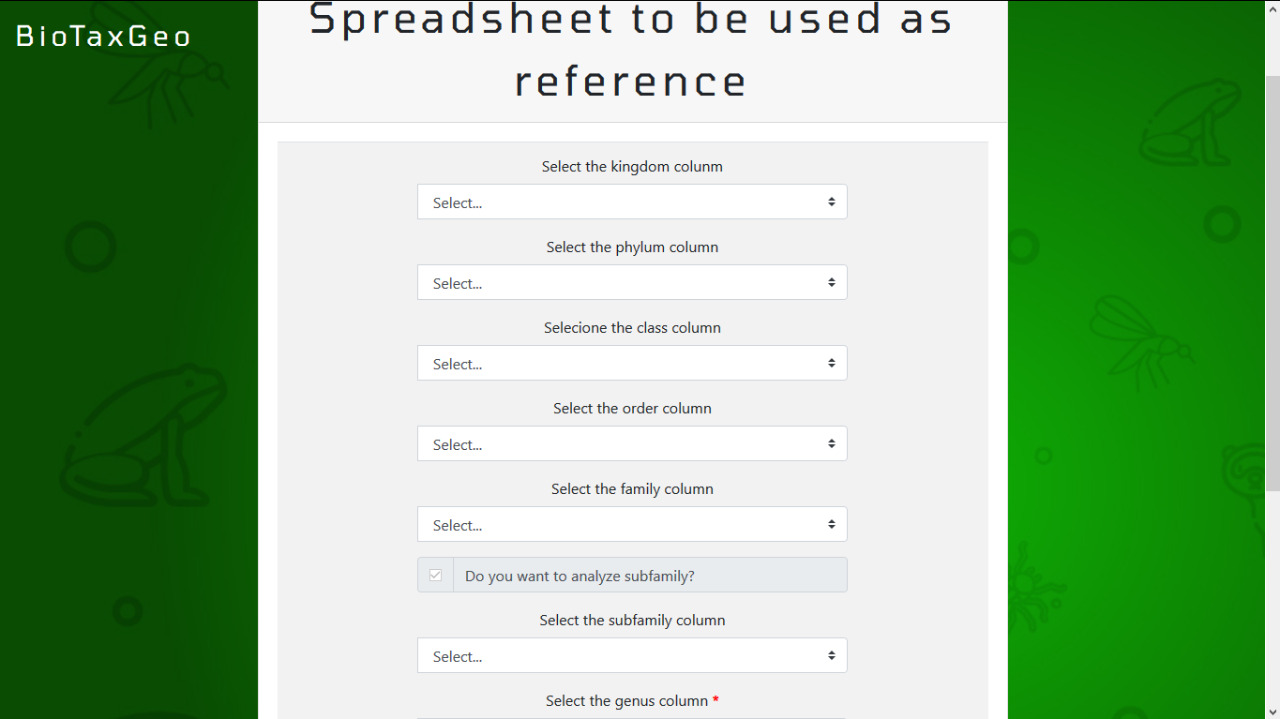 BioTaxGeo
Spreadsheet to be used as
reference
Select the kingdom colunm
Select...
Select the phylum column
Select...
Selecione the class column
Select...
Select the order column
Select...
Select the family column
Select...
Do you want to analyze subfamily?
Select the subfamily column
Select...
Select the genus column *